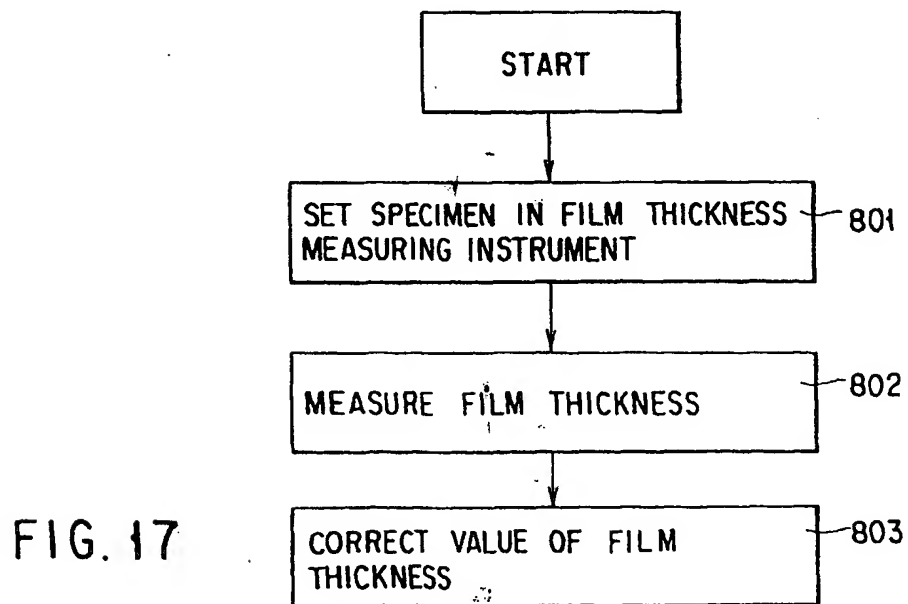 START
SET SPECIMEN IN FILM THICKNESS
MEASURING INSTRUMENT
801
MEASURE FILM THICKNESS
802
CORRECT VALUE OF FILM
THICKNESS
803
FIG. 17